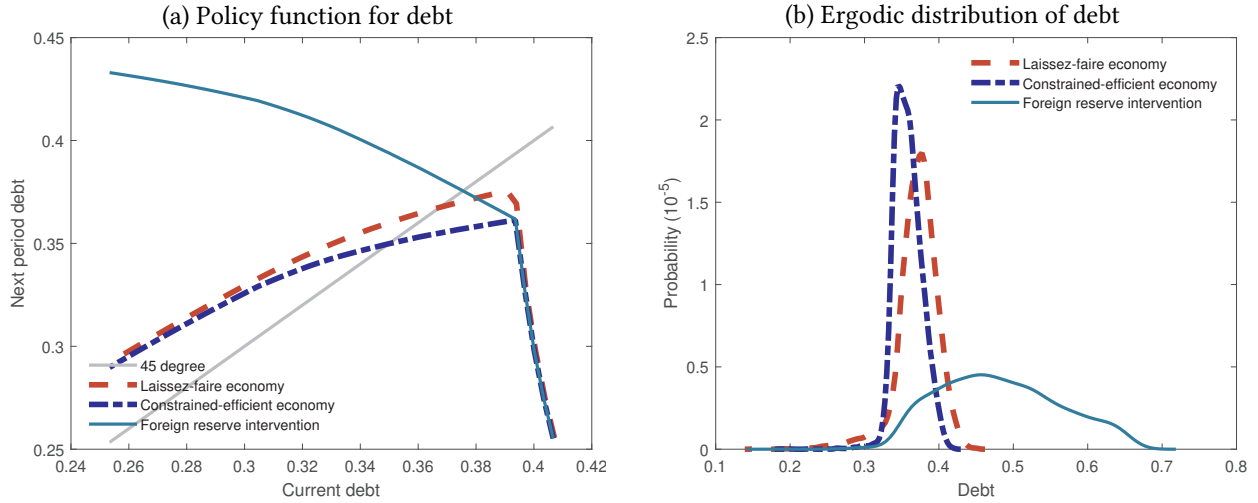 (a) Policy function for debt
0.45
0.4
0.35
0.3
0.25
Next period debt
45 degree
Laissez-faire economy
Constrained-efficient economy
Foreign reserve intervention
0.24 0.26 0.28 0.3 0.32 0.34 0.36 0.38 0.4 0.42
Current debt
(b) Ergodic distribution of debt
2.5
2
1.5
1
0.5
0
Probability (10⁻⁵)
Laissez-faire economy
Constrained-efficient economy
Foreign reserve intervention
0.1 0.2 0.3 0.4 0.5 0.6 0.7 0.8
Debt